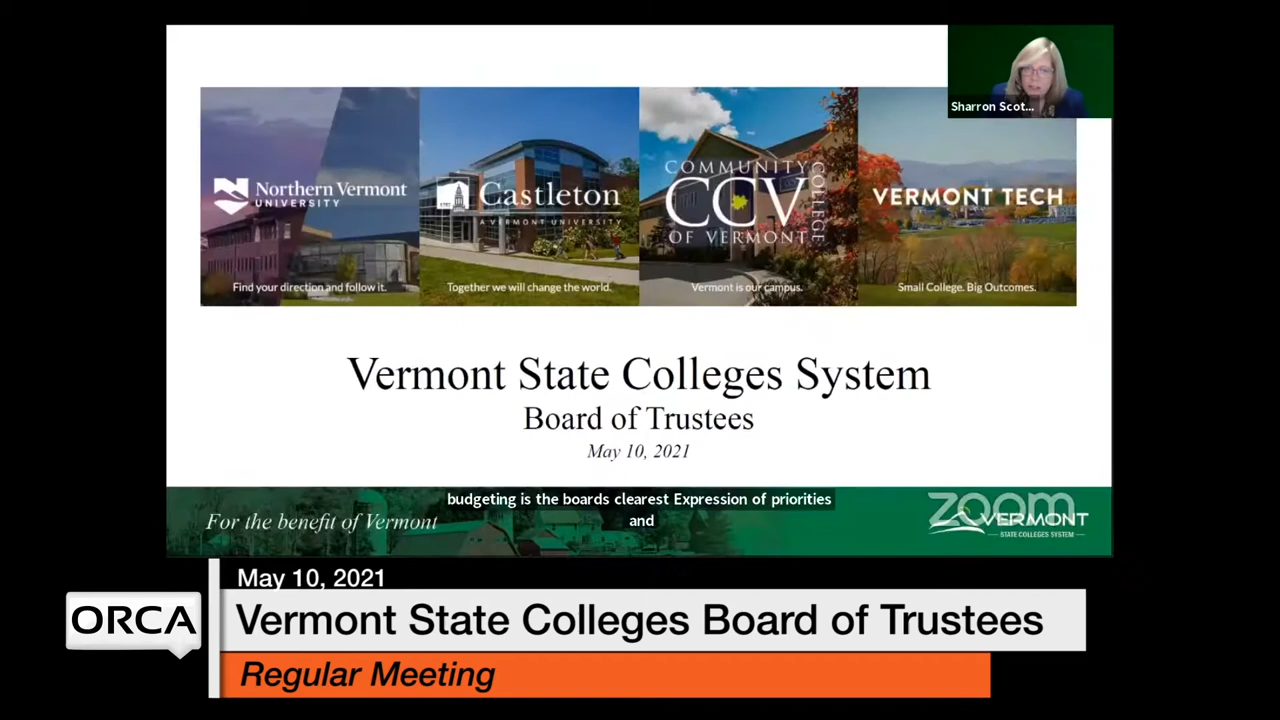 Sharron Scot...
Northern Vermont
UNIVERSITY
Find your direction and follow it.
Castleton
A VERMONT UNIVERSITY
Together we will change the world.
COMMUNITY
COLLEGE
CCV
OF VERMONT
Vermont is our campus.
VERMONT TECH
Small College. Big Outcomes.
Vermont State Colleges System
Board of Trustees
May 10, 2021
budgeting is the boards clearest Expression of priorities
and
For the benefit of Vermont
zoom
VERMONT
STATE COLLEGES SYSTEM
May 10, 2021
ORCA
Vermont State Colleges Board of Trustees
Regular Meeting